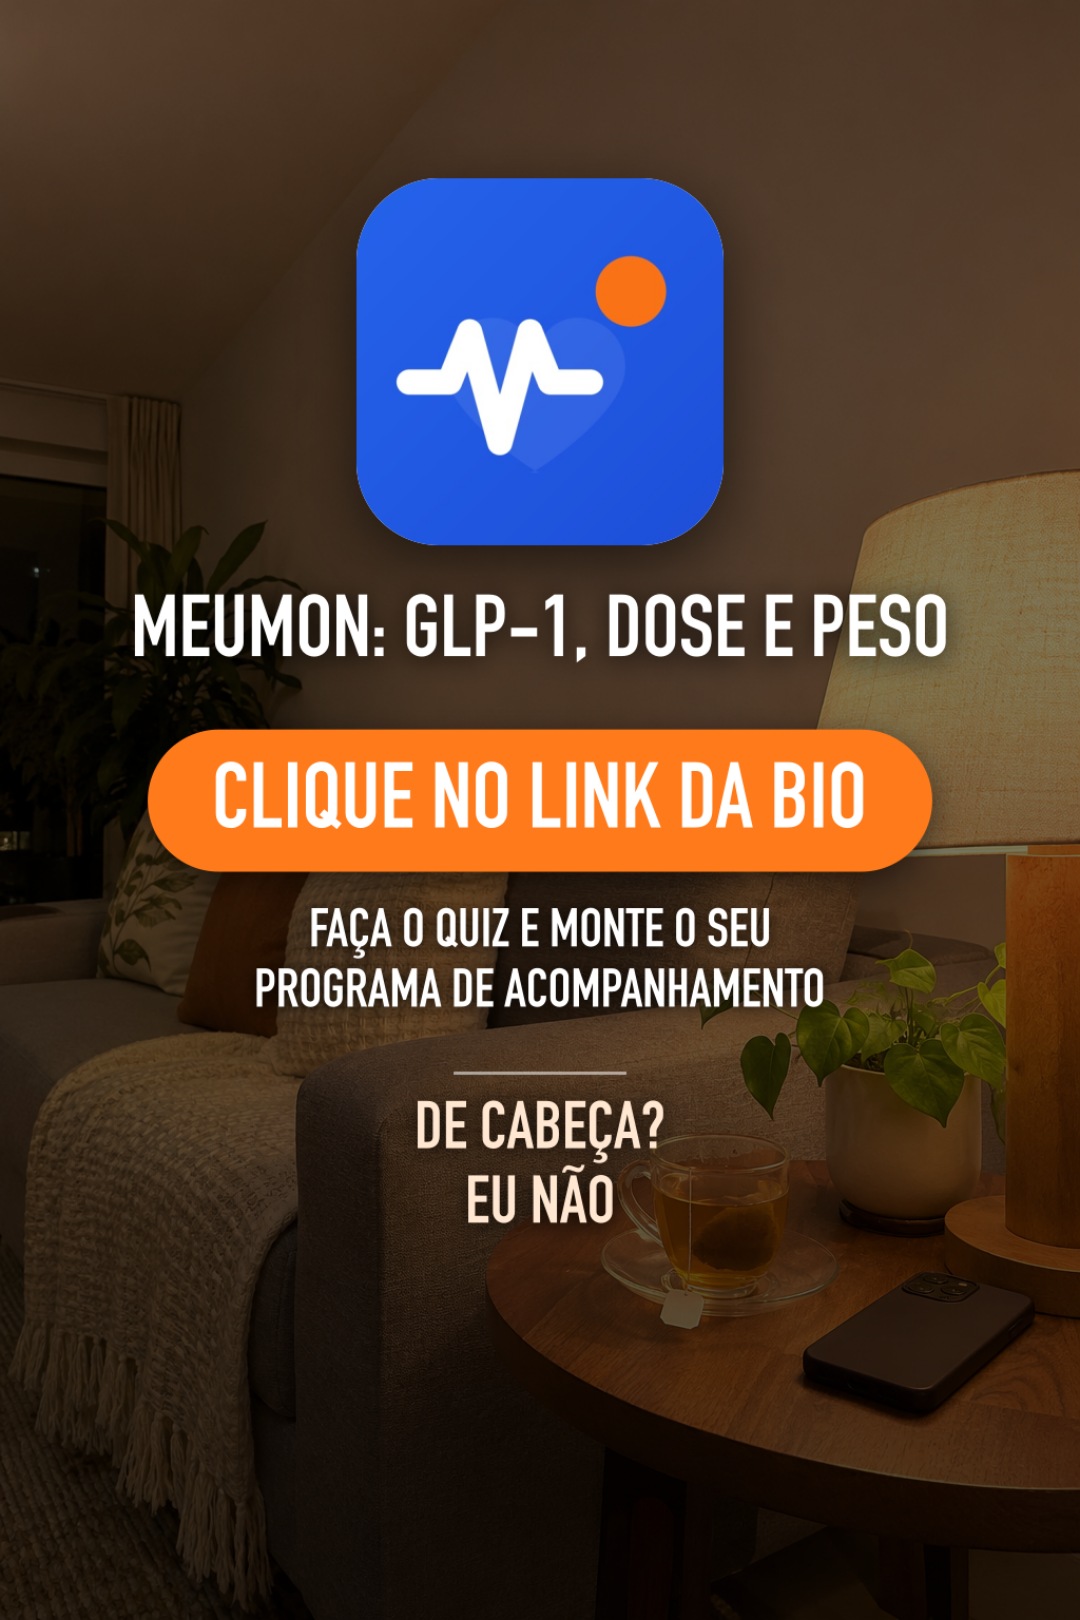 MEUMON: GLP-1, DOSE E PESO
CLIQUE NO LINK DA BIO
FAÇA O QUIZ E MONTE O SEU
PROGRAMA DE ACOMPANHAMENTO
DE CABEÇA?
EU NÃO